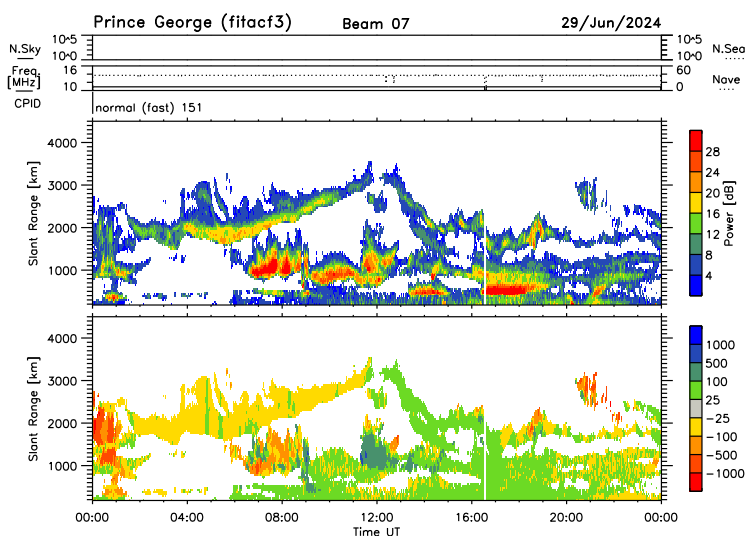 Prince George (fitacf3) Beam 07 29/Jun/2024
10^5 10^5
N.Sky N.Sea
10^0 10^0
Freq. 16 60
[MHz] Nave
10 0
CPID normal (fast) 151
4000
3000
2000
1000
Slant Range [km]
28
24
20
16
12
8
4
Power [dB]
4000
3000
2000
1000
Slant Range [km]
1000
500
100
25
-25
-100
-500
-1000
00:00 04:00 08:00 12:00 16:00 20:00 00:00
Time UT